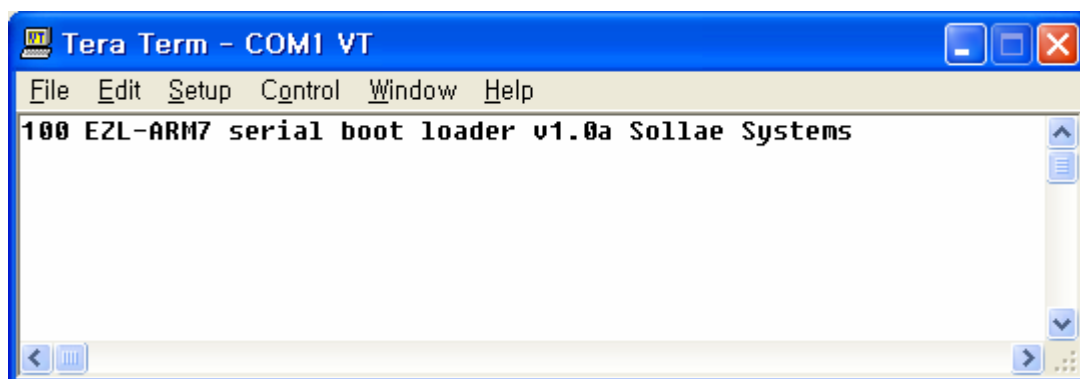 Tera Term - COM1 VT
File Edit Setup Control Window Help
100 EZL-ARM7 serial boot loader v1.0a Sollae Systems